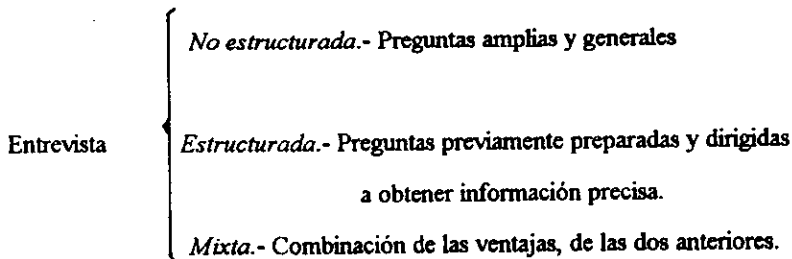 No estructurada.- Preguntas amplias y generales
Entrevista
Estructurada.- Preguntas previamente preparadas y dirigidas
a obtener información precisa.
Mixta.- Combinación de las ventajas, de las dos anteriores.